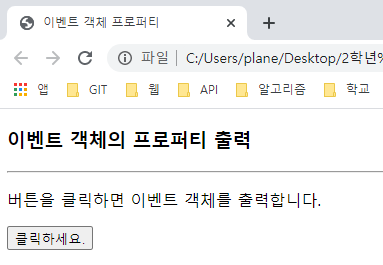 이벤트 객체 프로퍼티
파일 C:/Users/plane/Desktop/2학년%
앱 GIT 웹 API 알고리즘 학교
이벤트 객체의 프로퍼티 출력
버튼을 클릭하면 이벤트 객체를 출력합니다.
클릭하세요.